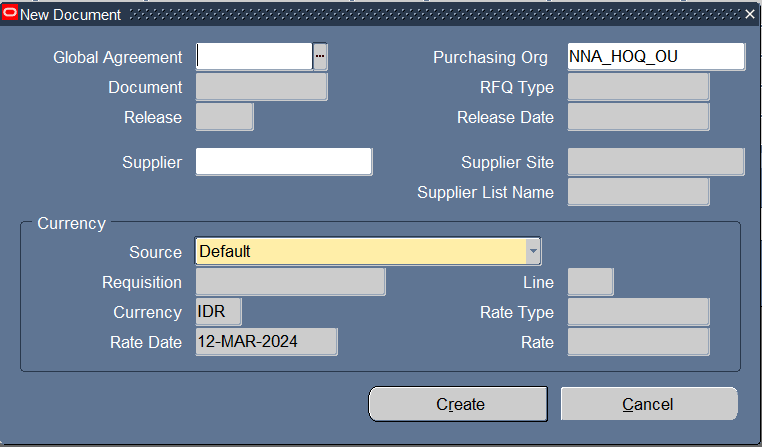 New Document
Global Agreement ... Purchasing Org NNA_HOQ_OU
Document RFQ Type
Release Release Date
Supplier Supplier Site
Supplier List Name
Currency
Source Default
Requisition Line
Currency IDR Rate Type
Rate Date 12-MAR-2024 Rate
Create Cancel